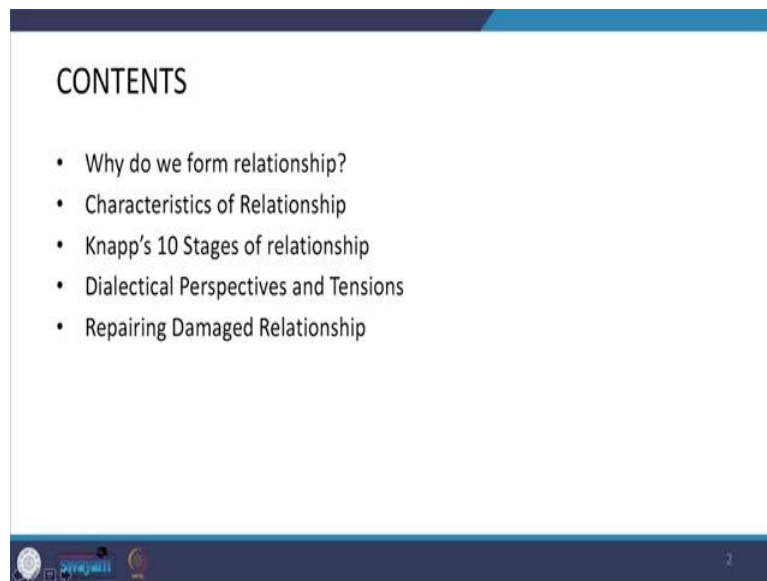 CONTENTS
• Why do we form relationship?
• Characteristics of Relationship
• Knapp's 10 Stages of relationship
• Dialectical Perspectives and Tensions
• Repairing Damaged Relationship
swayam
2